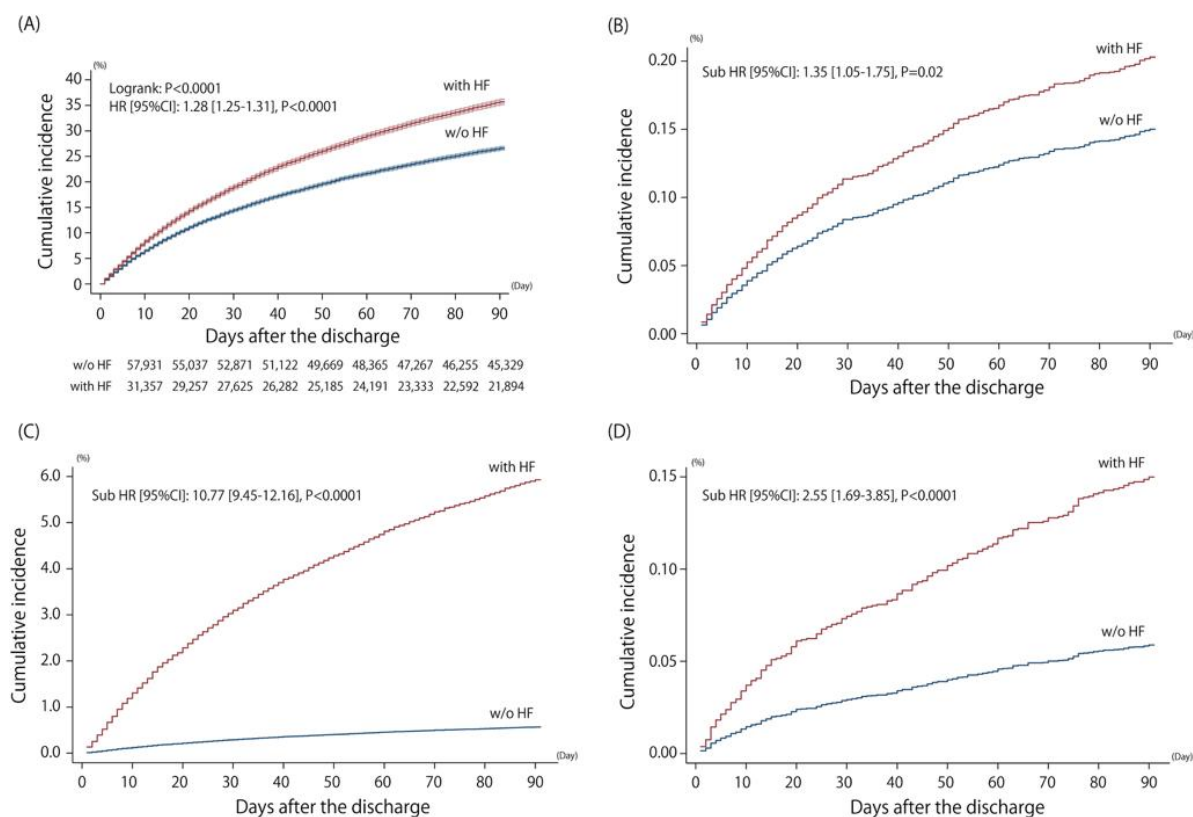 (A)
(%)
40
35
30
25
20
15
10
5
0
Cumulative incidence
Logrank: P<0.0001
HR [95%CI]: 1.28 [1.25-1.31], P<0.0001
with HF
w/o HF
(Day)
0 10 20 30 40 50 60 70 80 90
Days after the discharge
w/o HF 57,931 55,037 52,871 51,122 49,669 48,365 47,267 46,255 45,329
with HF 31,357 29,257 27,625 26,282 25,185 24,191 23,333 22,592 21,894
(B)
(%)
0.20
0.15
0.10
0.05
0.00
Cumulative incidence
Sub HR [95%CI]: 1.35 [1.05-1.75], P=0.02
with HF
w/o HF
(Day)
0 10 20 30 40 50 60 70 80 90
Days after the discharge
(C)
(%)
6.0
5.0
4.0
3.0
2.0
1.0
0.0
Cumulative incidence
Sub HR [95%CI]: 10.77 [9.45-12.16], P<0.0001
with HF
w/o HF
(Day)
0 10 20 30 40 50 60 70 80 90
Days after the discharge
(D)
(%)
0.15
0.10
0.05
0.00
Cumulative incidence
Sub HR [95%CI]: 2.55 [1.69-3.85], P<0.0001
with HF
w/o HF
(Day)
0 10 20 30 40 50 60 70 80 90
Days after the discharge